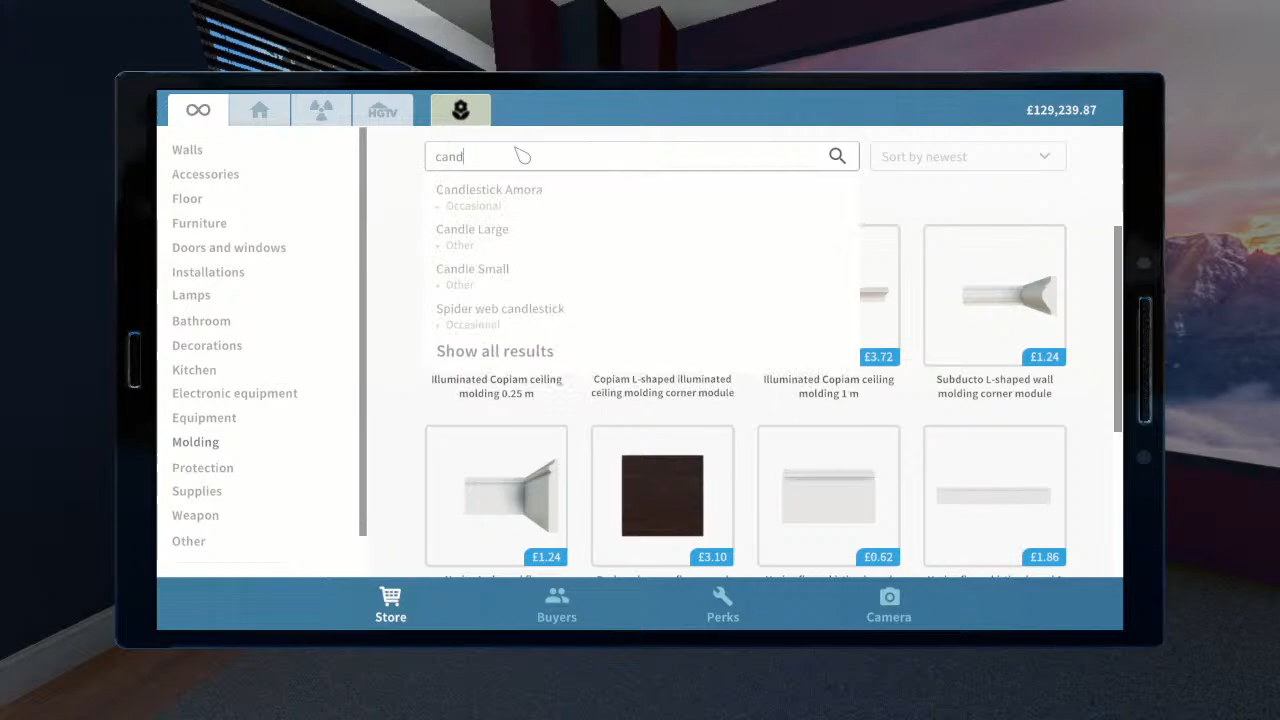 HGTV
£129,239.87
Walls
Accessories
Floor
Furniture
Doors and windows
Installations
Lamps
Bathroom
Decorations
Kitchen
Electronic equipment
Equipment
Molding
Protection
Supplies
Weapon
Other
cand
Sort by newest
Candlestick Amora
Occasional
Candle Large
Other
Candle Small
Other
Spider web candlestick
Occasional
Show all results
£3.72
£1.24
Illuminated Copiam ceiling
molding 0.25 m
Copiam L-shaped illuminated
ceiling molding corner module
Illuminated Copiam ceiling
molding 1 m
Subducto L-shaped wall
molding corner module
£1.24
£3.10
£0.62
£1.86
Store
Buyers
Perks
Camera